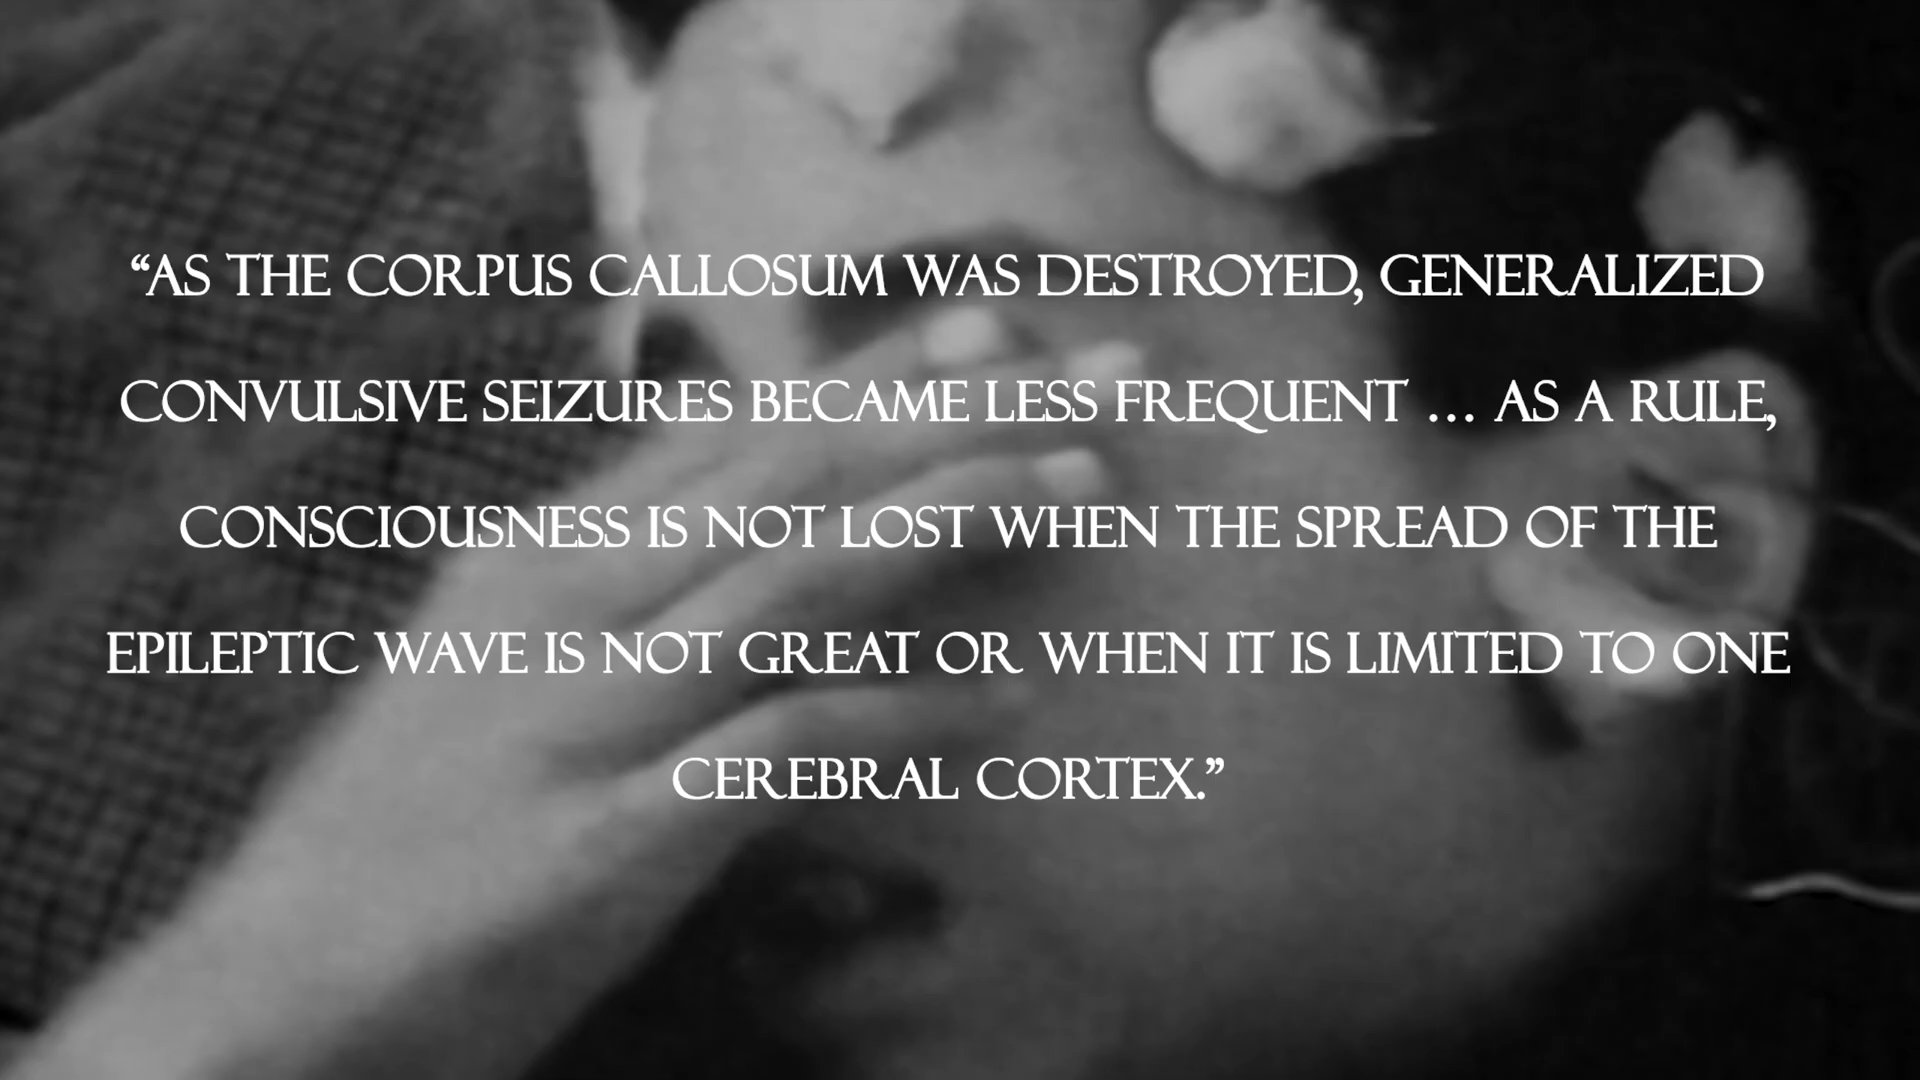 “AS THE CORPUS CALLOSUM WAS DESTROYED, GENERALIZED
CONVULSIVE SEIZURES BECAME LESS FREQUENT … AS A RULE,
CONSCIOUSNESS IS NOT LOST WHEN THE SPREAD OF THE
EPILEPTIC WAVE IS NOT GREAT OR WHEN IT IS LIMITED TO ONE
CEREBRAL CORTEX.”